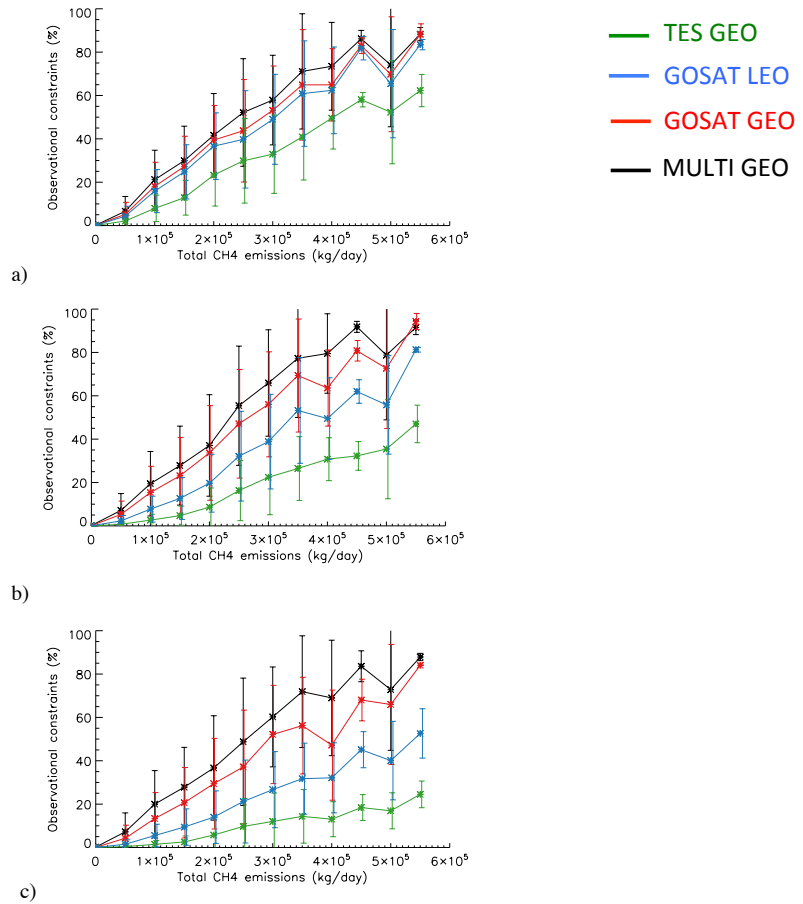 100
80
60
40
20
0
Observational constraints (%)
1×10⁵ 2×10⁵ 3×10⁵ 4×10⁵ 5×10⁵ 6×10⁵
Total CH4 emissions (kg/day)
a)
TES GEO
GOSAT LEO
GOSAT GEO
MULTI GEO
100
80
60
40
20
0
Observational constraints (%)
0 1×10⁵ 2×10⁵ 3×10⁵ 4×10⁵ 5×10⁵ 6×10⁵
Total CH4 emissions (kg/day)
b)
100
80
60
40
20
0
Observational constraints (%)
0 1×10⁵ 2×10⁵ 3×10⁵ 4×10⁵ 5×10⁵ 6×10⁵
Total CH4 emissions (kg/day)
c)